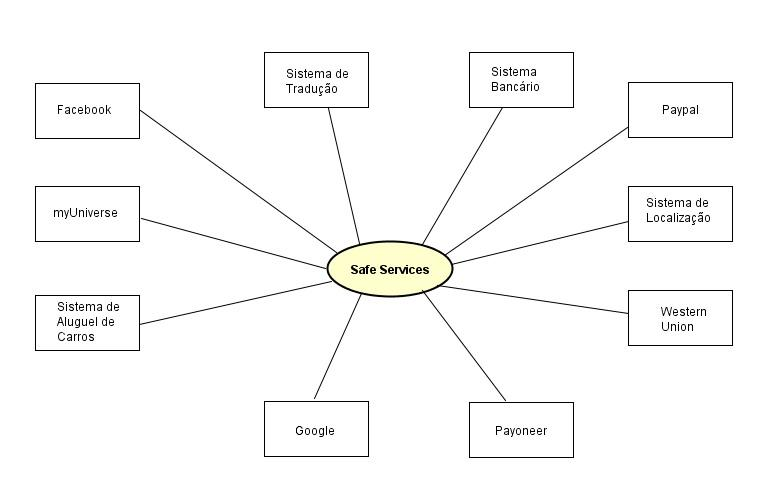 Sistema de
Tradução
Sistema
Bancário
Facebook
Paypal
myUniverse
Sistema de
Localização
Safe Services
Sistema de
Aluguel de
Carros
Western
Union
Google
Payoneer